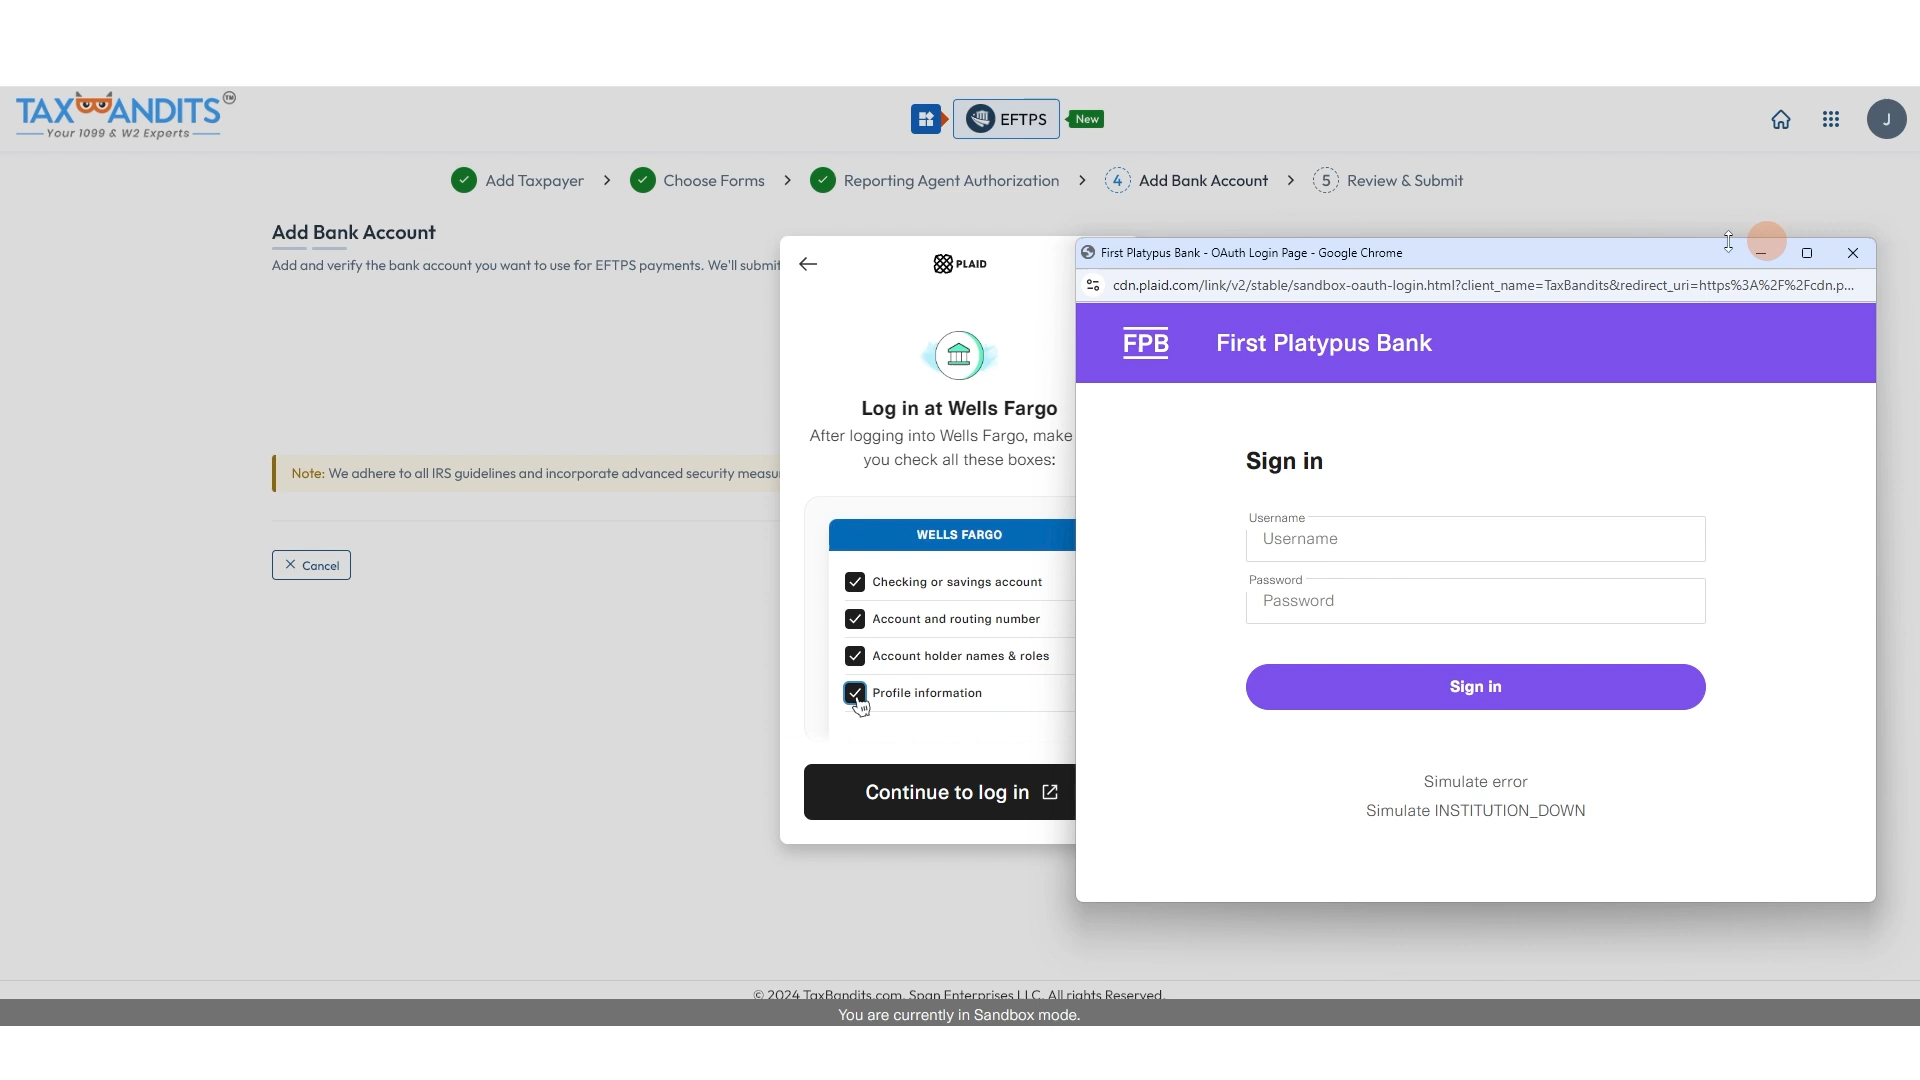 TAXBANDITS TM
Your 1099 & W2 Experts
EFTPS
New
J
Add Taxpayer
Choose Forms
Reporting Agent Authorization
4 Add Bank Account
5 Review & Submit
Add Bank Account
Add and verify the bank account you want to use for EFTPS payments. We'll submit
Note: We adhere to all IRS guidelines and incorporate advanced security measu
Cancel
PLAID
Log in at Wells Fargo
After logging into Wells Fargo, make
you check all these boxes:
WELLS FARGO
Checking or savings account
Account and routing number
Account holder names & roles
Profile information
Continue to log in
First Platypus Bank - OAuth Login Page - Google Chrome
cdn.plaid.com/link/v2/stable/sandbox-oauth-login.html?client_name=TaxBandits&redirect_uri=https%3A%2F%2Fcdn.p...
FPB First Platypus Bank
Sign in
Username
Username
Password
Password
Sign in
Simulate error
Simulate INSTITUTION_DOWN
© 2024 TaxBandits.com, Span Enterprises LLC. All rights Reserved.
You are currently in Sandbox mode.